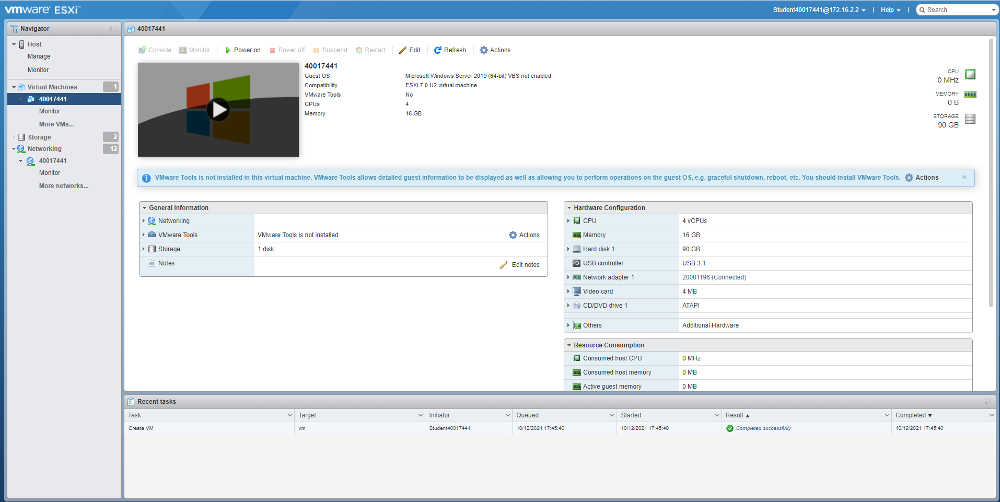 vmware ESXi™
Student40017441@172.16.2.2 | Help | Search
Navigator
Host
Manage
Monitor
Virtual Machines 1
40017441
Monitor
More VMs...
Storage 2
Networking 12
40017441
Monitor
More networks...
40017441
Console Monitor | Power on Power off Suspend Restart | Edit | Refresh | Actions
40017441
Guest OS Microsoft Windows Server 2019 (64-bit) VBS not enabled
Compatibility ESXi 7.0 U2 virtual machine
VMware Tools No
CPUs 4
Memory 16 GB
CPU
0 MHz
MEMORY
0 B
STORAGE
90 GB
VMware Tools is not installed in this virtual machine. VMware Tools allows detailed guest information to be displayed as well as allowing you to perform operations on the guest OS, e.g. graceful shutdown, reboot, etc. You should install VMware Tools. Actions
General Information
Networking
VMware Tools VMware Tools is not installed. Actions
Storage 1 disk
Notes Edit notes
Hardware Configuration
CPU 4 vCPUs
Memory 16 GB
Hard disk 1 90 GB
USB controller USB 3.1
Network adapter 1 20001196 (Connected)
Video card 4 MB
CD/DVD drive 1 ATAPI
Others Additional Hardware
Resource Consumption
Consumed host CPU 0 MHz
Consumed host memory 0 MB
Active guest memory 0 MB
Recent tasks
Task Target Initiator Queued Started Result ▲ Completed ▼
Create VM vm Student40017441 10/12/2021 17:45:40 10/12/2021 17:45:40 Completed successfully 10/12/2021 17:45:40